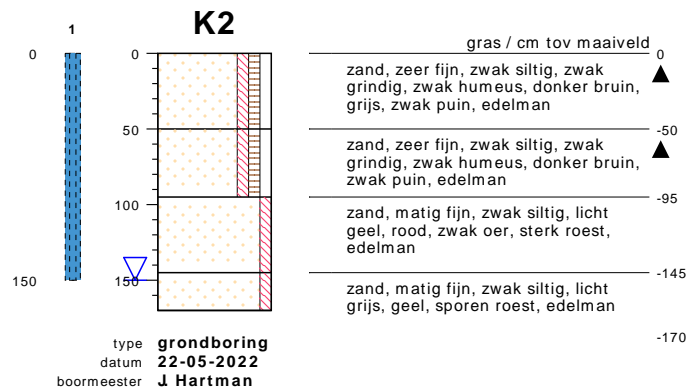 K2
1
gras / cm tov maaiveld
0
0
0
zand, zeer fijn, zwak siltig, zwak
grindig, zwak humeus, donker bruin,
grijs, zwak puin, edelman
50
-50
zand, zeer fijn, zwak siltig, zwak
grindig, zwak humeus, donker bruin,
zwak puin, edelman
100
-95
zand, matig fijn, zwak siltig, licht
geel, rood, zwak oer, sterk roest,
edelman
150
150
-145
zand, matig fijn, zwak siltig, licht
grijs, geel, sporen roest, edelman
-170
type grondboring
datum 22-05-2022
boormeester J. Hartman